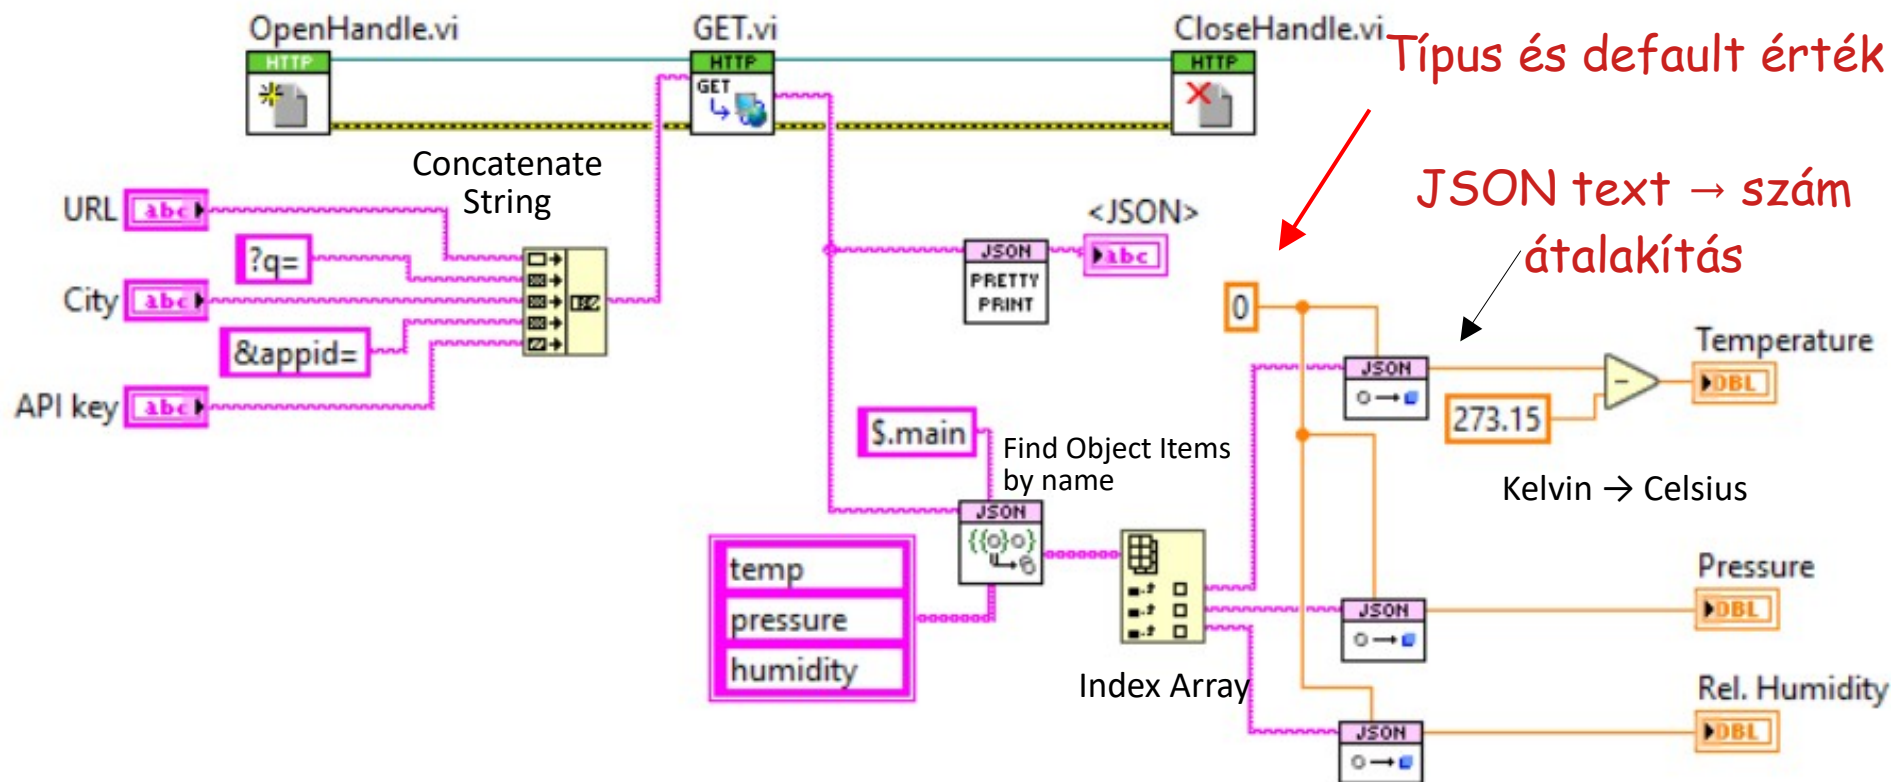 OpenHandle.vi
GET.vi
CloseHandle.vi
Típus és default érték
HTTP
HTTP
GET
HTTP
Concatenate
String
JSON text → szám
átalakítás
URL
abc
?q=
City
abc
&appid=
API key
abc
<JSON>
JSON
PRETTY
PRINT
abc
0
JSON
Temperature
DBL
273.15
Kelvin → Celsius
$.main
Find Object Items
by name
JSON
{{o}o}
temp
pressure
humidity
Index Array
Pressure
JSON
DBL
Rel. Humidity
JSON
DBL